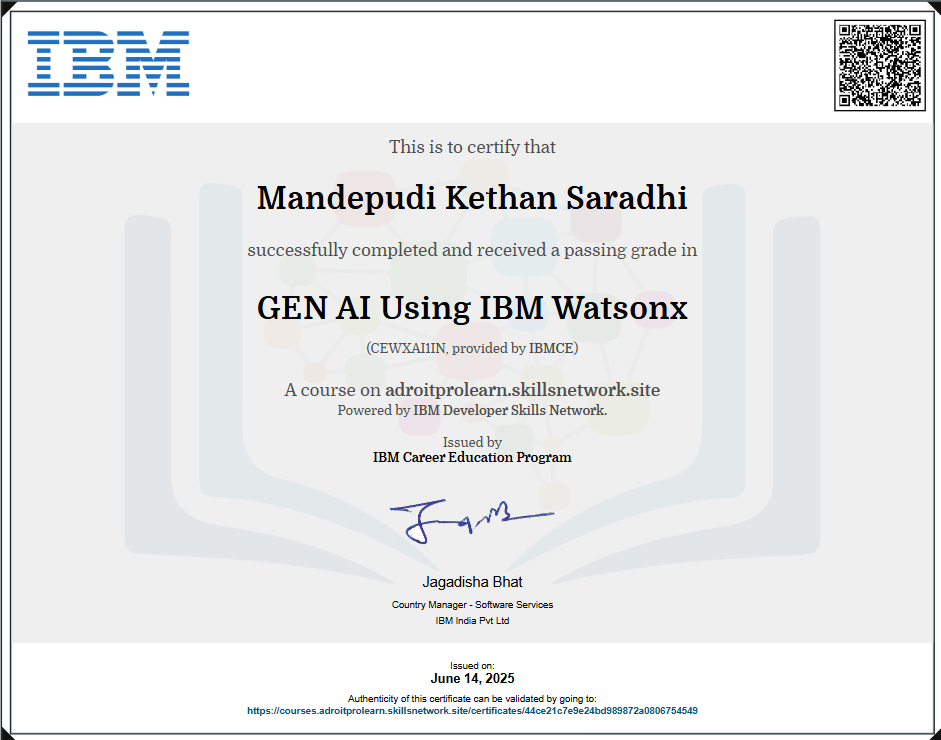 IBM
This is to certify that
Mandepudi Kethan Saradhi
successfully completed and received a passing grade in
GEN AI Using IBM Watsonx
(CEWXAI1IN, provided by IBMCE)
A course on adroitprolearn.skillsnetwork.site
Powered by IBM Developer Skills Network.
Issued by
IBM Career Education Program
Jagadisha Bhat
Country Manager - Software Services
IBM India Pvt Ltd
Issued on:
June 14, 2025
Authenticity of this certificate can be validated by going to:
https://courses.adroitprolearn.skillsnetwork.site/certificates/44ce21c7e9e24bd989872a0806754549